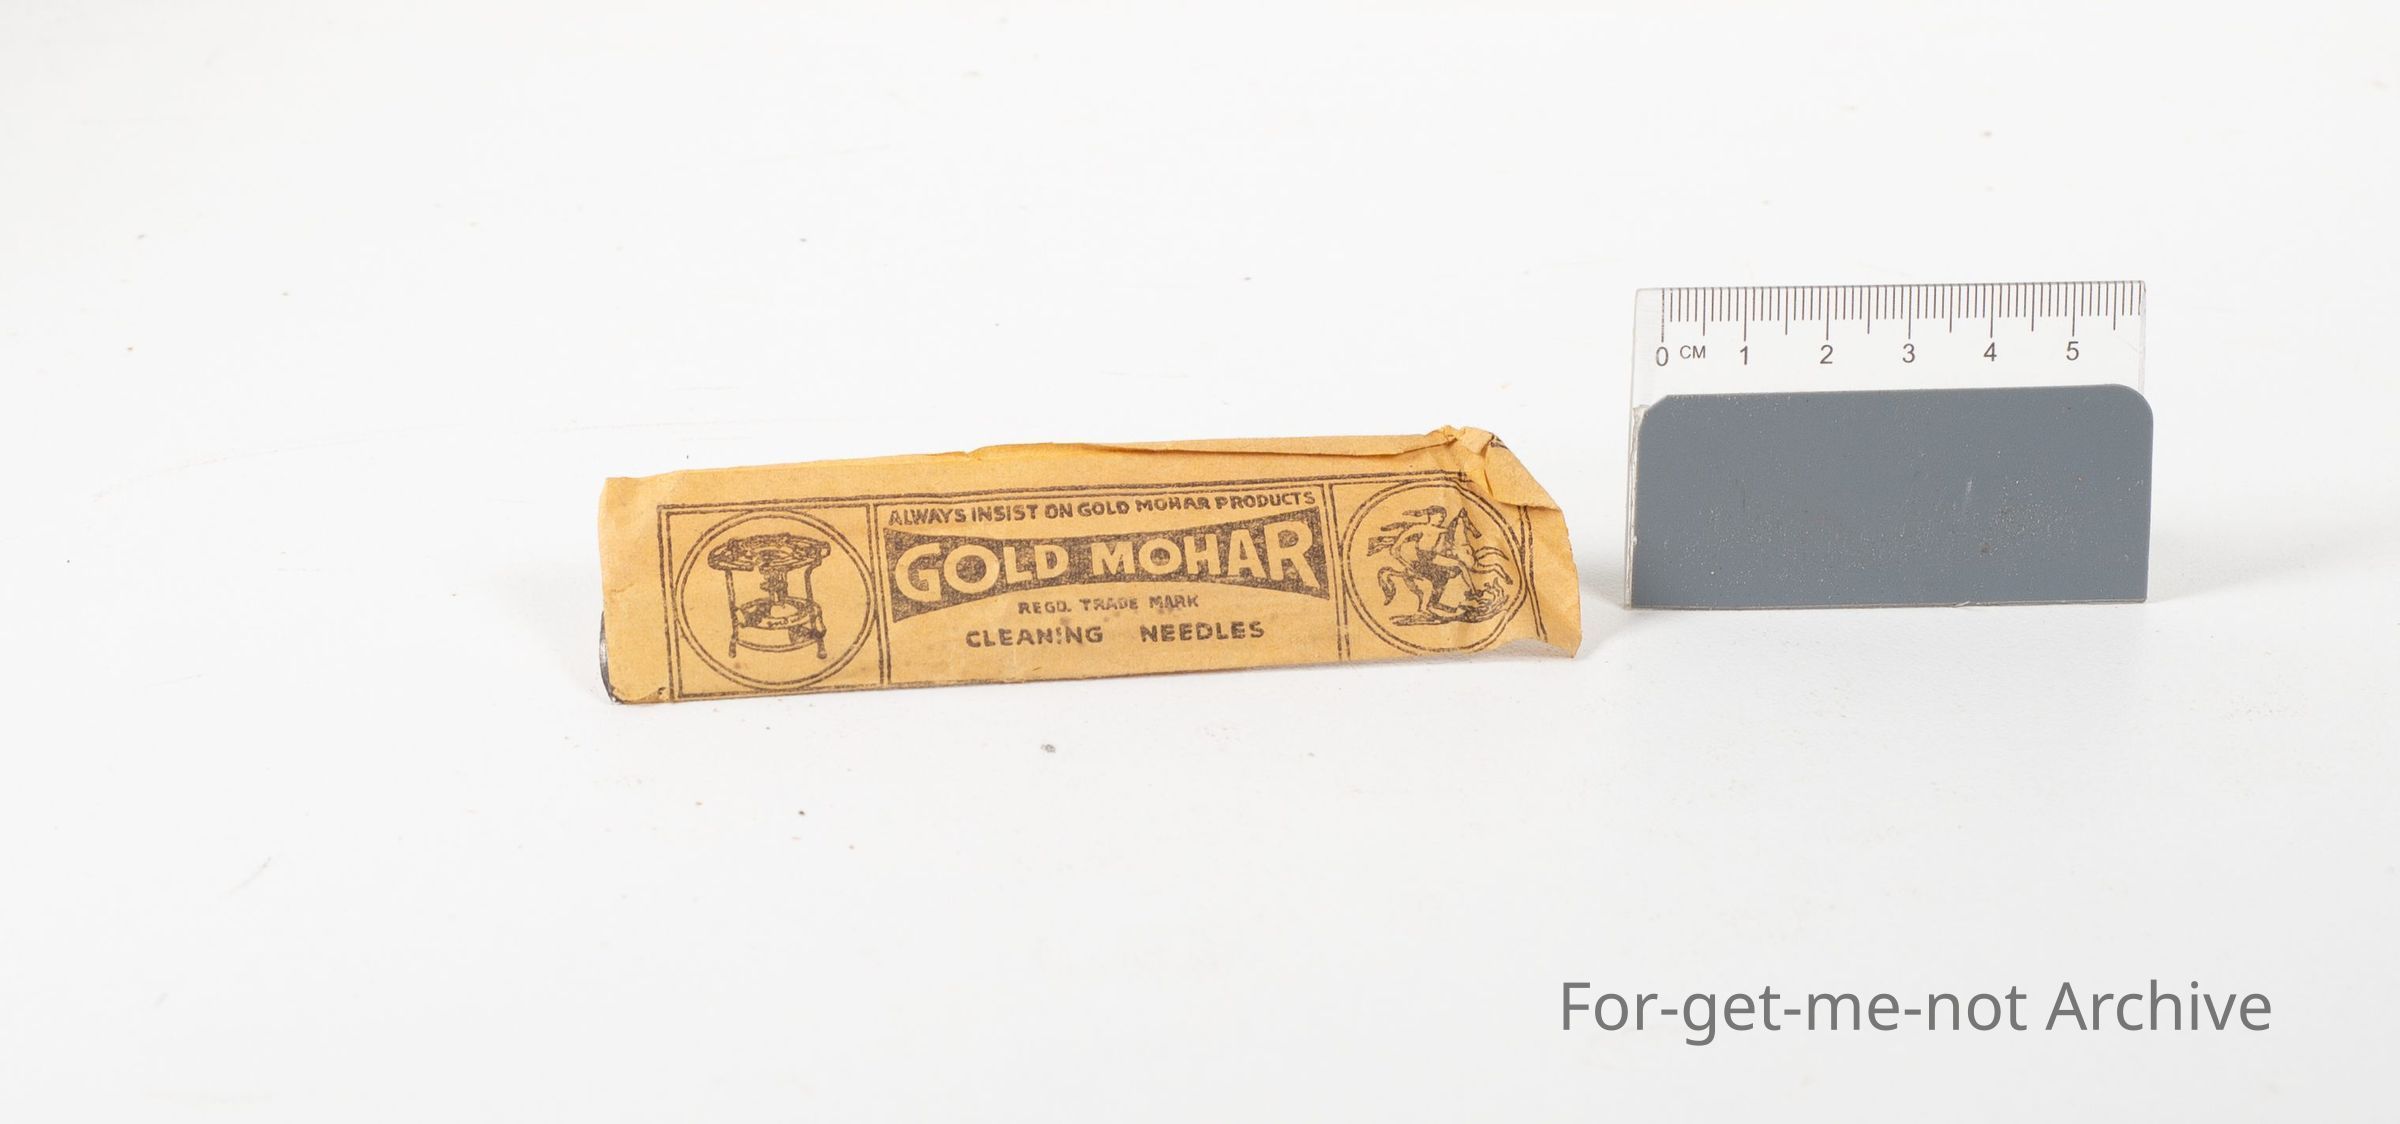 ALWAYS INSIST ON GOLD MOHAR PRODUCTS
GOLD MOHAR
REGD. TRADE MARK
CLEANING NEEDLES
0 CM 1 2 3 4 5
For-get-me-not Archive